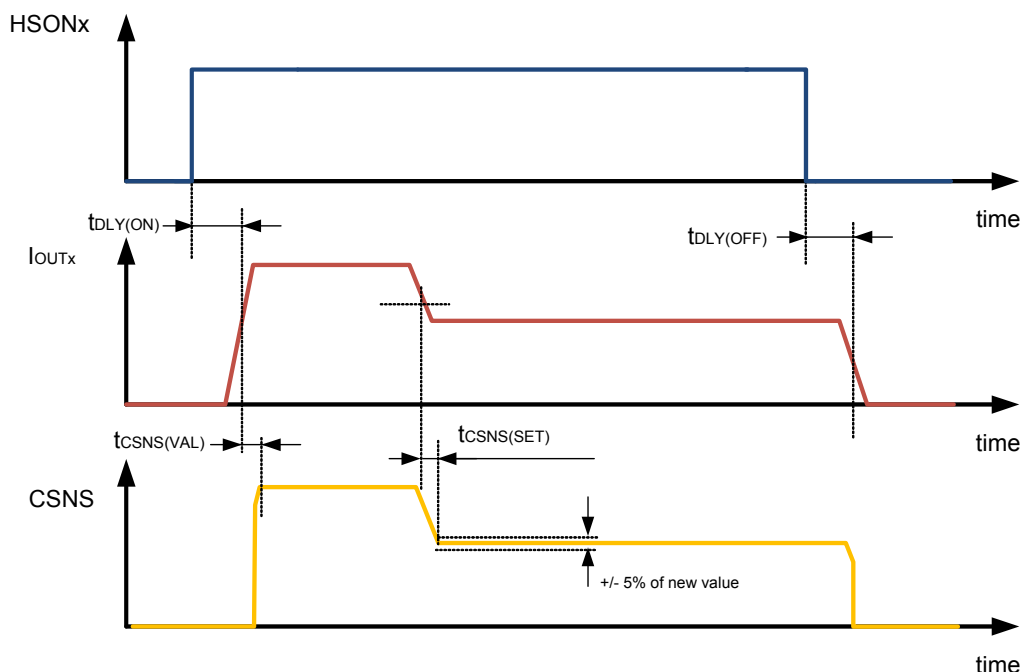 HSONx
time
tDLY(ON)
tDLY(OFF)
IOUTx
time
tCSNS(VAL)
tCSNS(SET)
CSNS
+/- 5% of new value
time